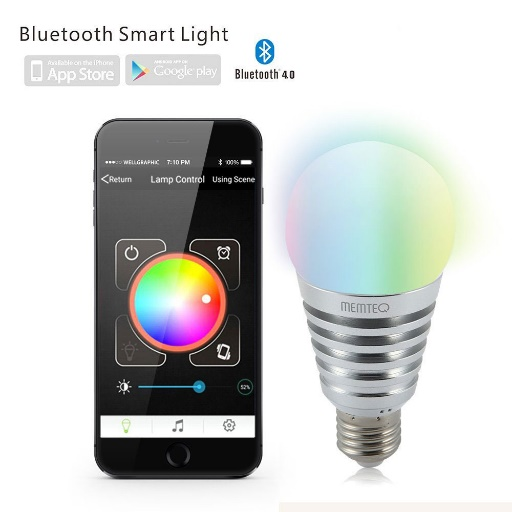 Bluetooth Smart Light
Available on the iPhone
App Store
ANDROID APP ON
Google play
Bluetooth 4.0
WELLGRAPHIC 7:10 PM 100%
Return Lamp Control Using Scene
52%
MEMTEQ